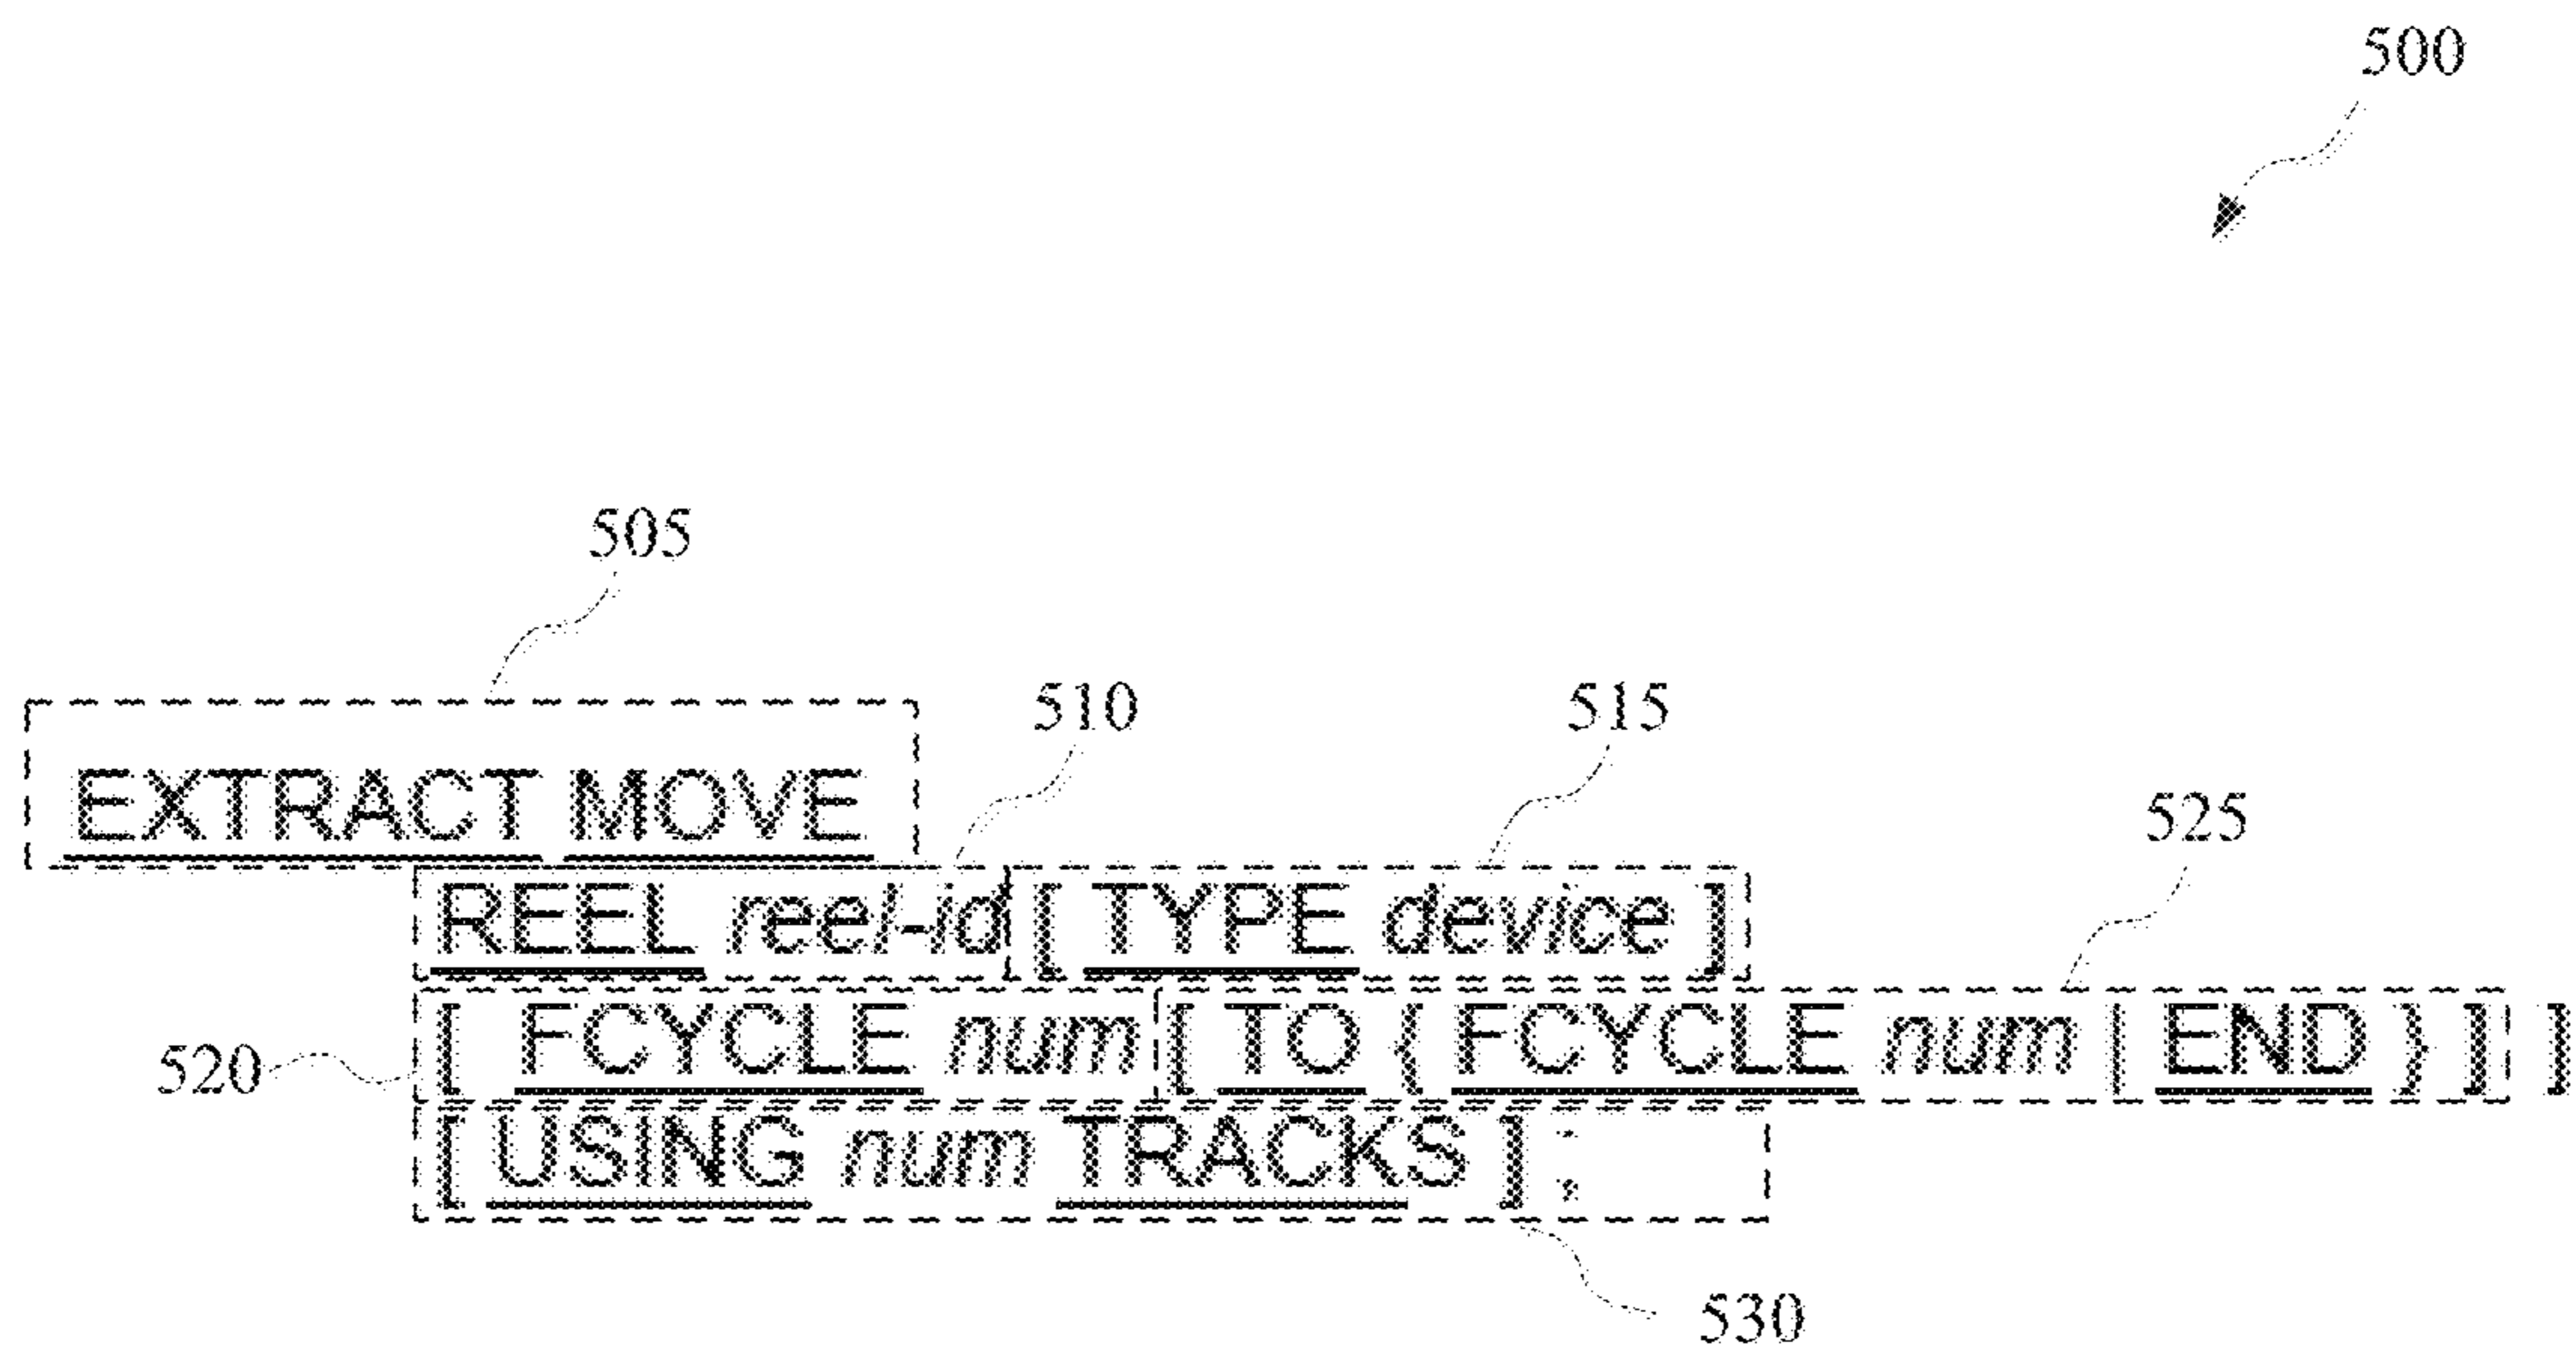 500
505
EXTRACT MOVE
510
515
REEL reel-id [ TYPE device ]
525
520
[ FCYCLE num [ TO { FCYCLE num | END } ] ]
[ USING num TRACKS ] ;
530